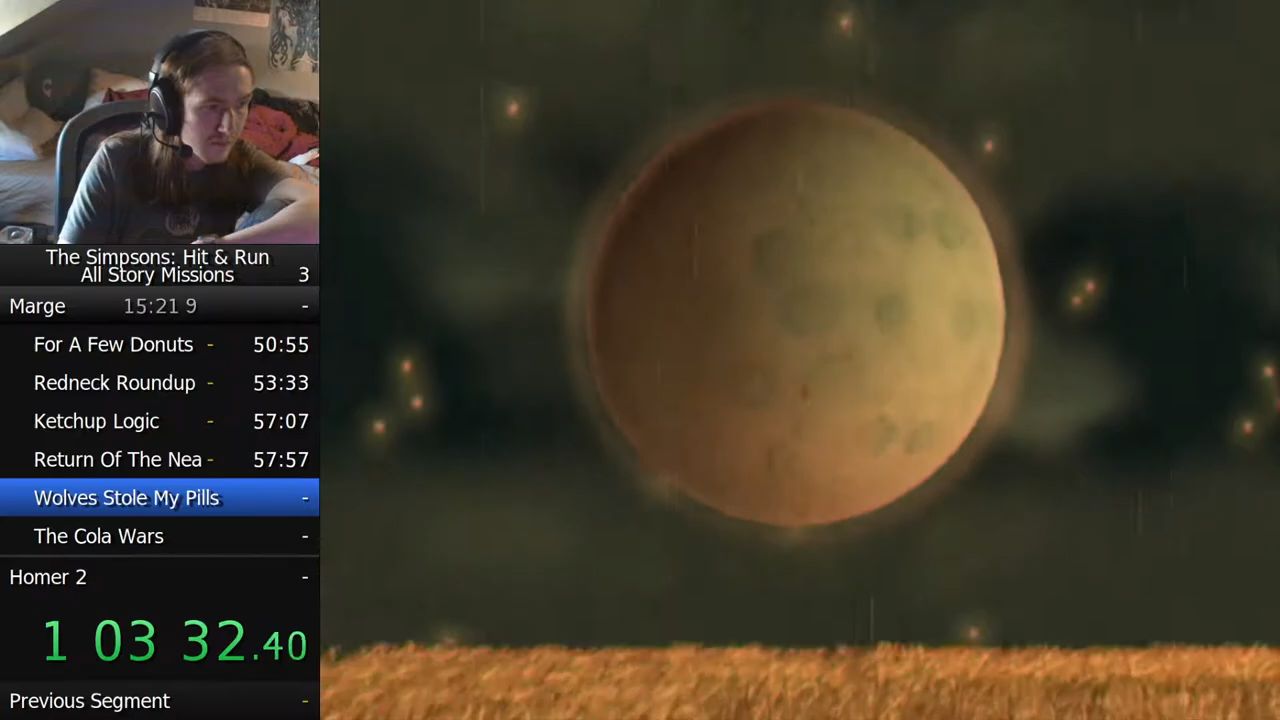 The Simpsons: Hit & Run
All Story Missions 3
Marge 15:21 9 -
For A Few Donuts - 50:55
Redneck Roundup - 53:33
Ketchup Logic - 57:07
Return Of The Nea - 57:57
Wolves Stole My Pills -
The Cola Wars -
Homer 2 -
1 03 32.40
Previous Segment -